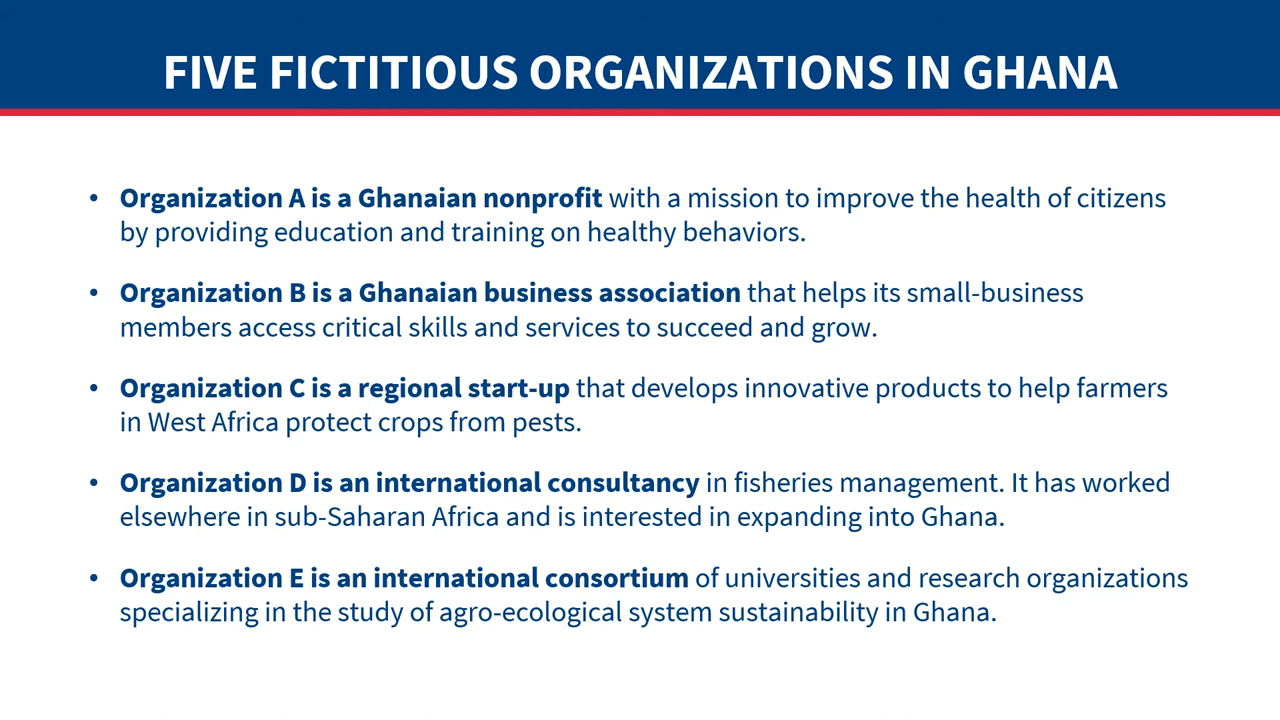 FIVE FICTITIOUS ORGANIZATIONS IN GHANA
• Organization A is a Ghanaian nonprofit with a mission to improve the health of citizens
by providing education and training on healthy behaviors.
• Organization B is a Ghanaian business association that helps its small-business
members access critical skills and services to succeed and grow.
• Organization C is a regional start-up that develops innovative products to help farmers
in West Africa protect crops from pests.
• Organization D is an international consultancy in fisheries management. It has worked
elsewhere in sub-Saharan Africa and is interested in expanding into Ghana.
• Organization E is an international consortium of universities and research organizations
specializing in the study of agro-ecological system sustainability in Ghana.